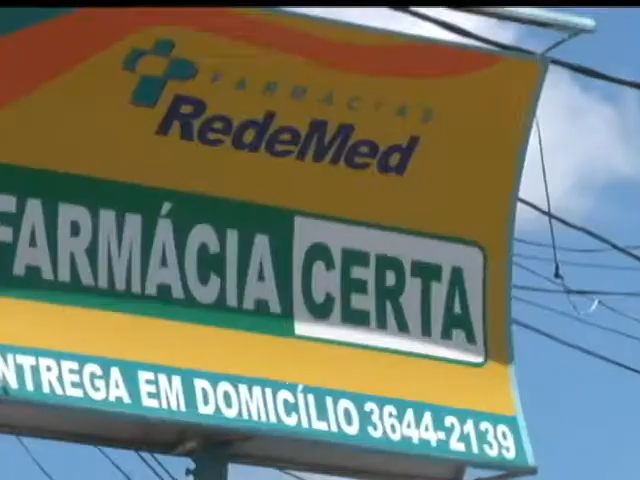 FARMÁCIAS
RedeMed
FARMÁCIA CERTA
NTREGA EM DOMICÍLIO 3644-2139